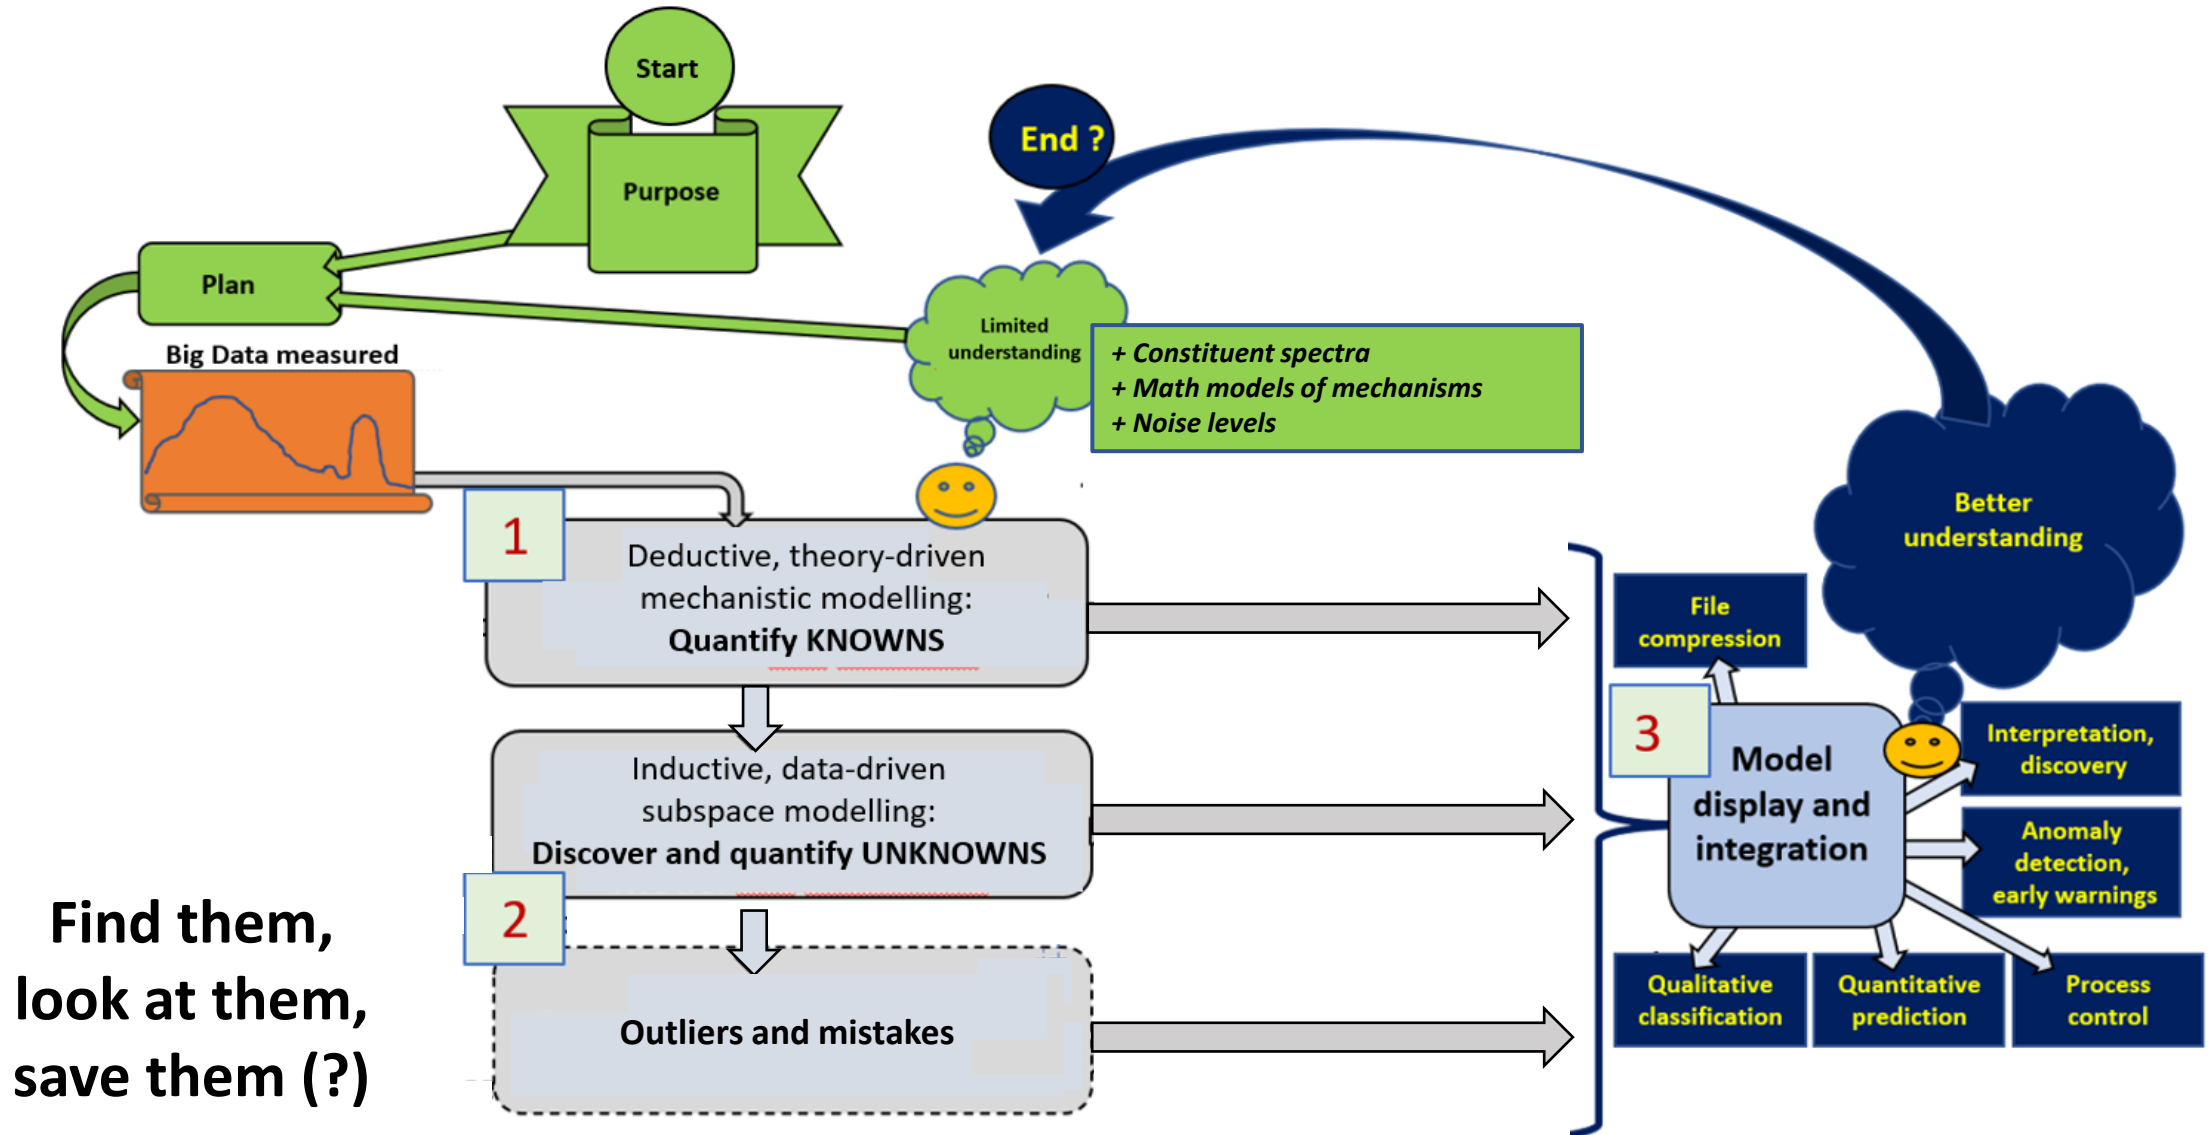 Start
Purpose
End ?
Plan
Limited
understanding
+ Constituent spectra
+ Math models of mechanisms
+ Noise levels
Big Data measured
1
Deductive, theory-driven
mechanistic modelling:
Quantify KNOWNS
Inductive, data-driven
subspace modelling:
Discover and quantify UNKNOWNS
2
Outliers and mistakes
Find them,
look at them,
save them (?)
Better
understanding
File
compression
3
Model
display and
integration
Interpretation,
discovery
Anomaly
detection,
early warnings
Qualitative
classification
Quantitative
prediction
Process
control